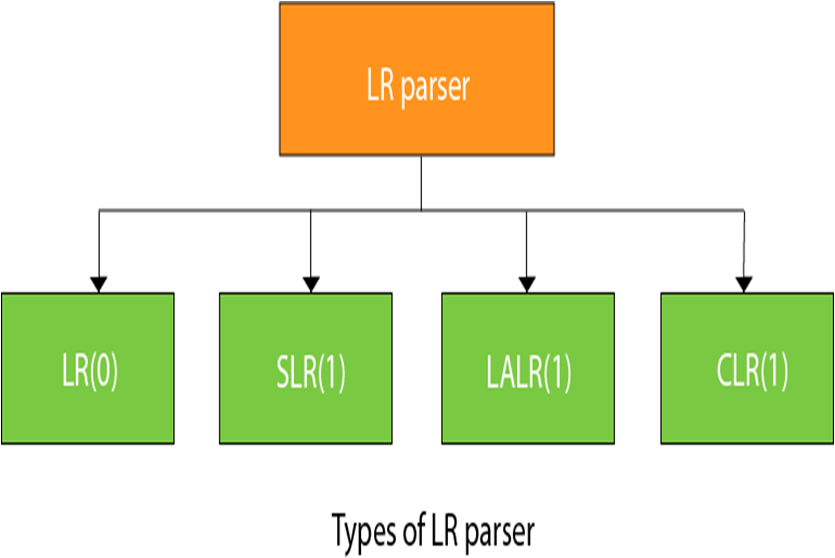 LR parser
LR(0)
SLR(1)
LALR(1)
CLR(1)
Types of LR parser